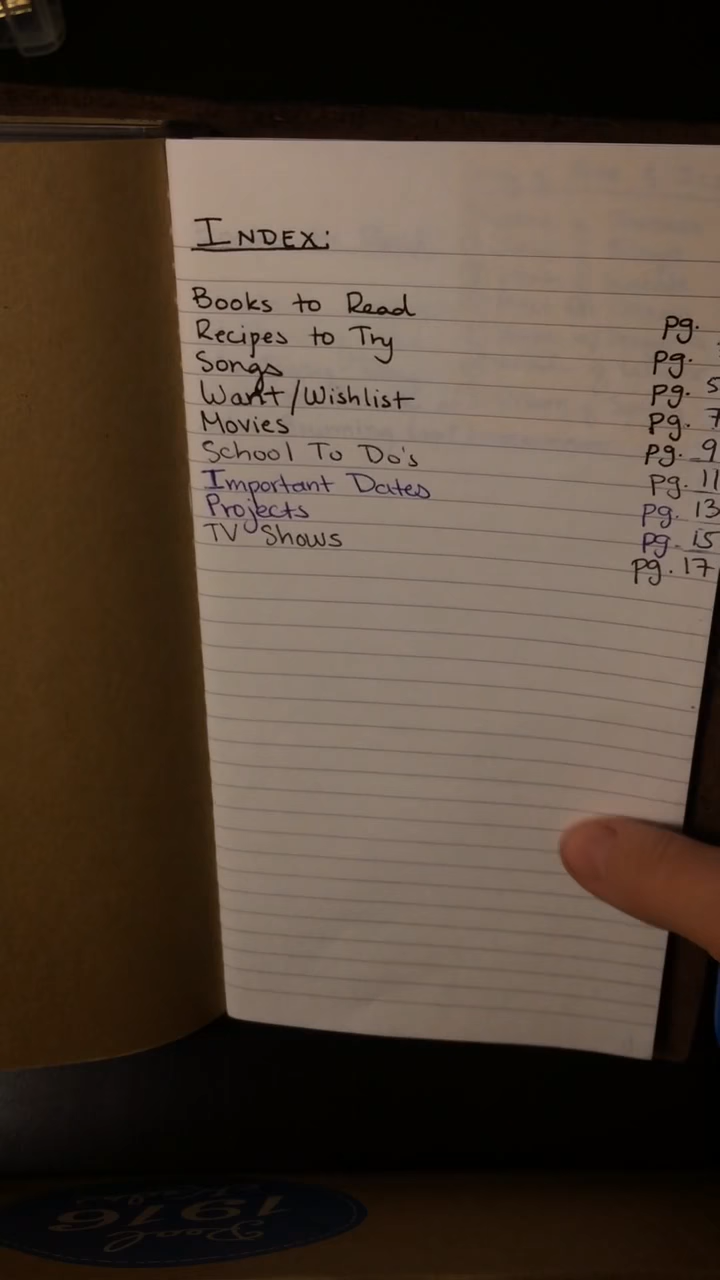 INDEX:
Books to Read pg.
Recipes to Try pg.
Songs pg. 5
Want/Wishlist pg. 7
Movies pg. 9
School To Do's pg. 11
Important Dates pg. 13
Projects pg. 15
TV Shows pg. 17
1916